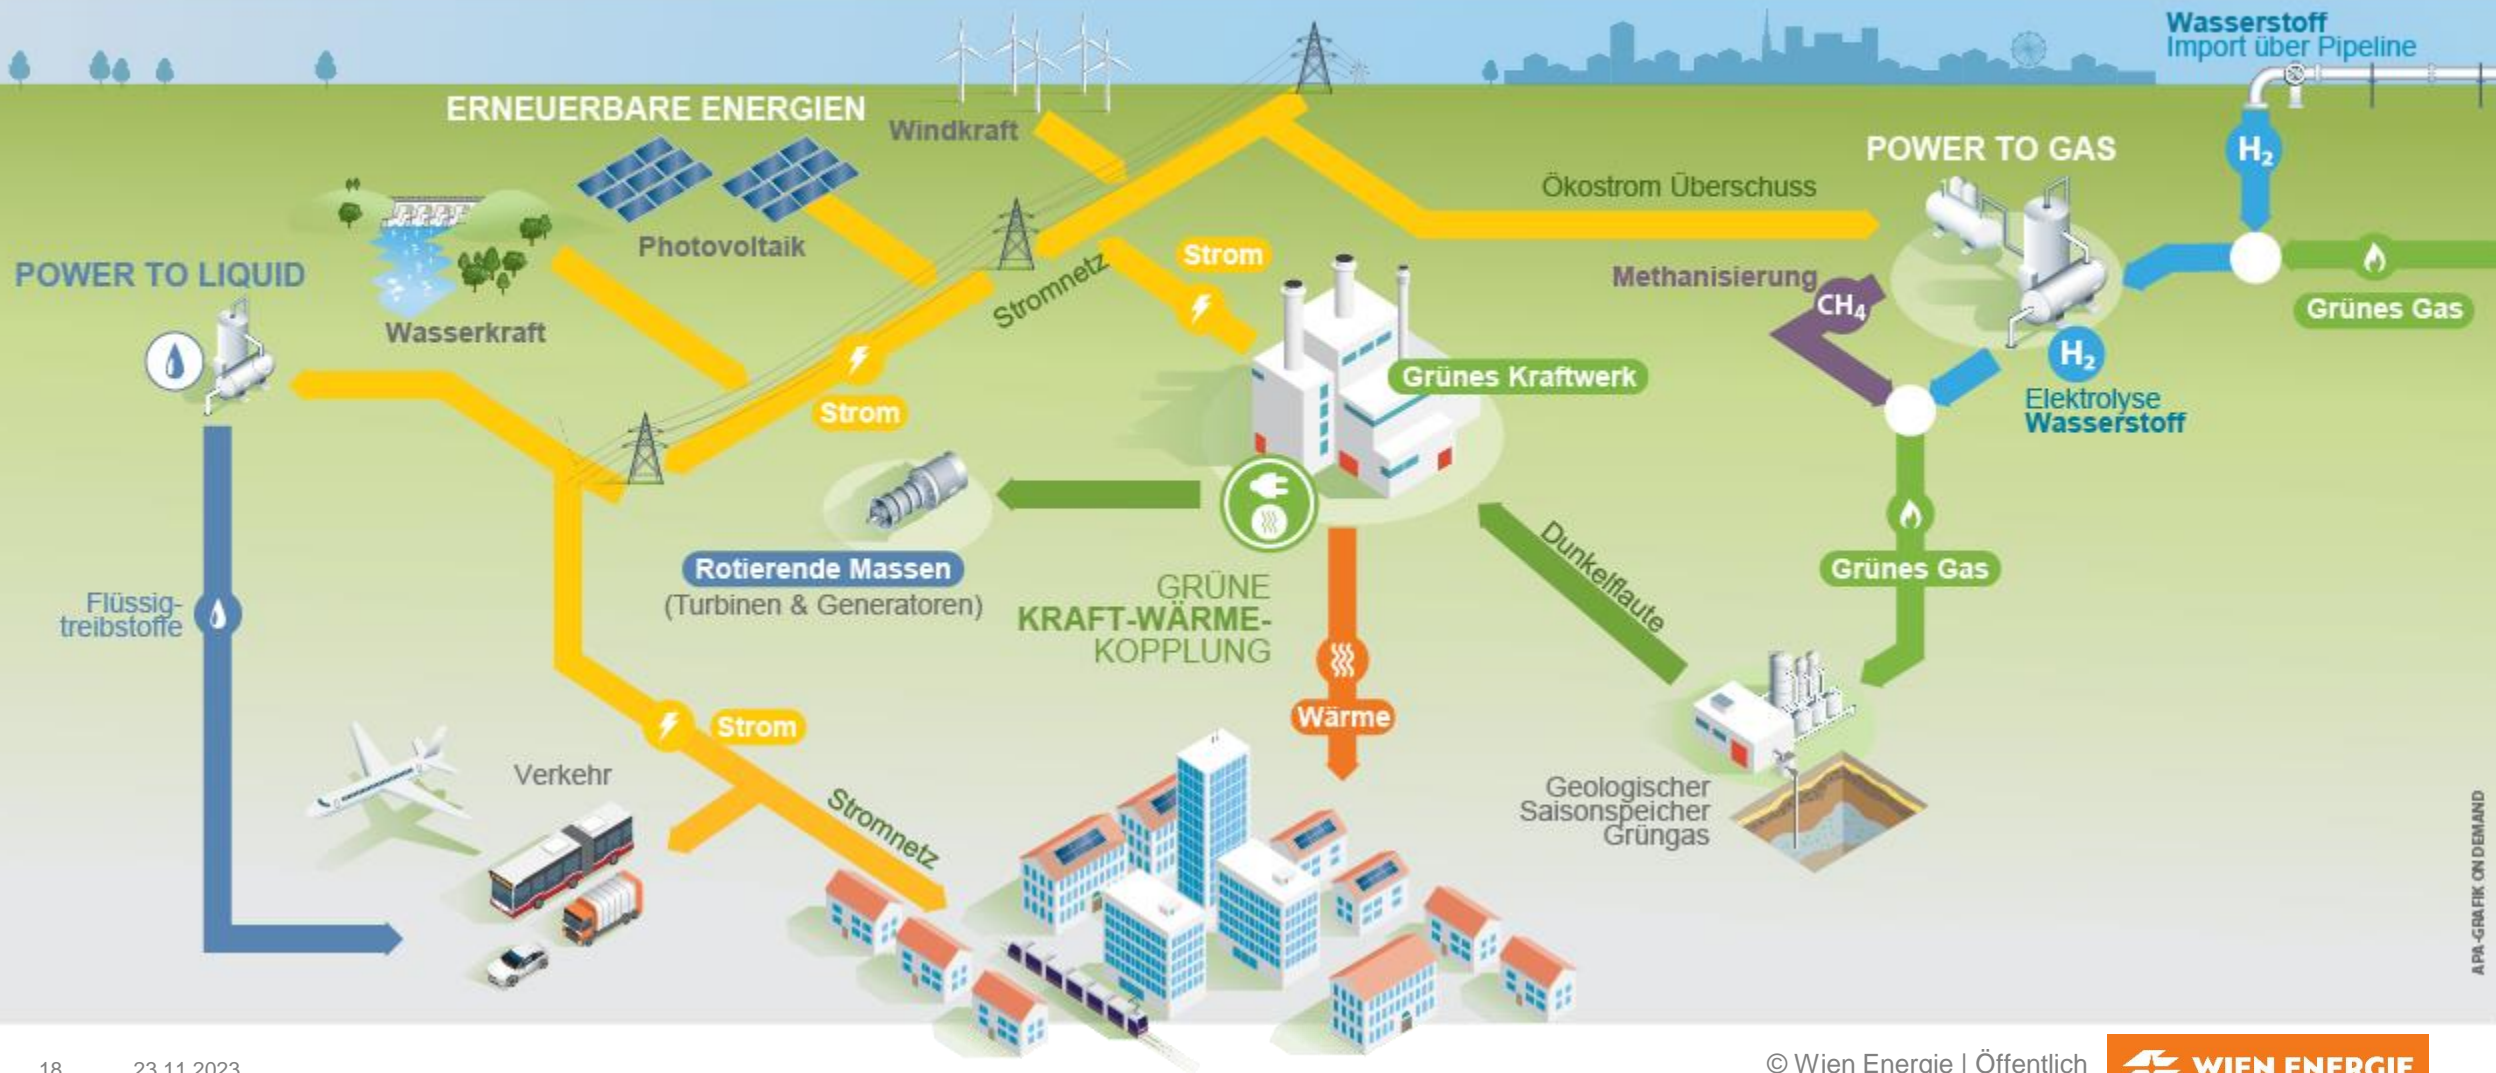 Wasserstoff
Import über Pipeline
ERNEUERBARE ENERGIEN
Windkraft
H₂
POWER TO GAS
Ökostrom Überschuss
Photovoltaik
Strom
Stromnetz
POWER TO LIQUID
Wasserkraft
Methanisierung
CH₄
Grünes Gas
H₂
Elektrolyse
Wasserstoff
Grünes Kraftwerk
Strom
Rotierende Massen
(Turbinen & Generatoren)
GRÜNE
KRAFT-WÄRME-
KOPPLUNG
Dunkelflaute
Grünes Gas
Flüssig-
treibstoffe
Wärme
Strom
Verkehr
Stromnetz
Geologischer
Saisonspeicher
Grüngas
APA-GRAFIK ON DEMAND
18
23.11.2023
© Wien Energie | Öffentlich
WIEN ENERGIE